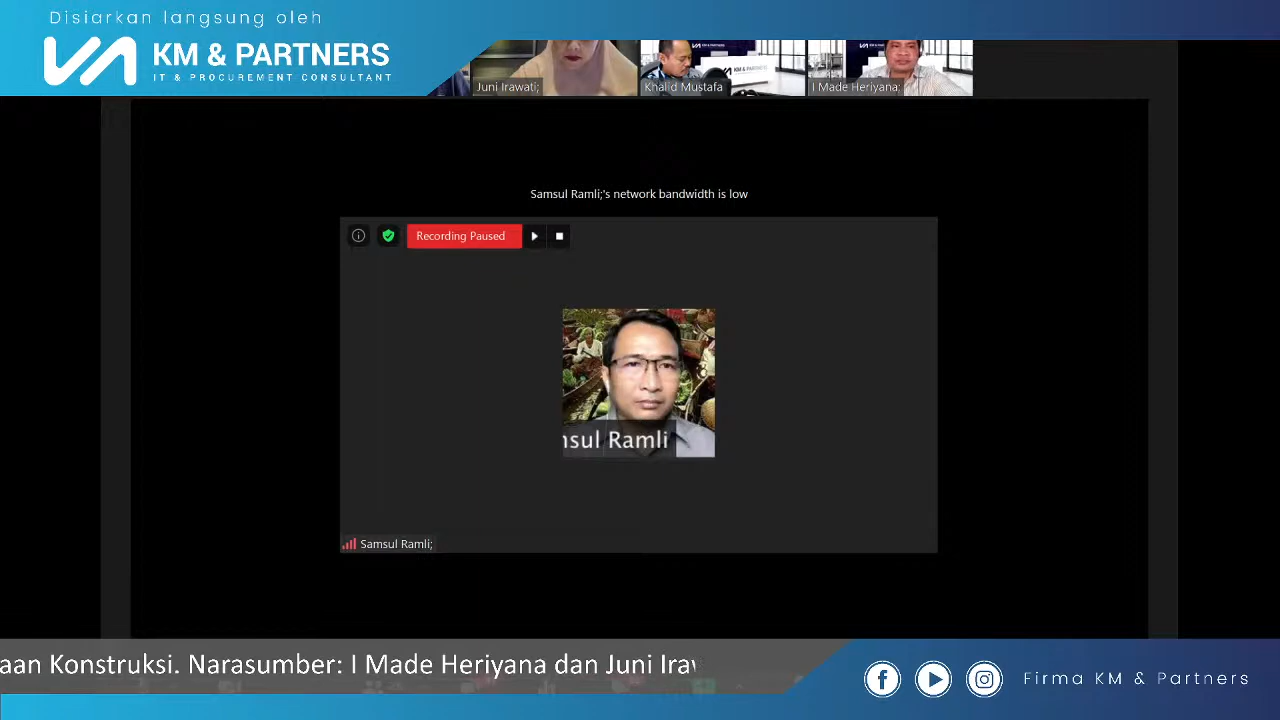 Disiarkan langsung oleh
KM & PARTNERS
IT & PROCUREMENT CONSULTANT
Juni Irawati;
Khalid Mustafa
I Made Heriyana;
Samsul Ramli;'s network bandwidth is low
Recording Paused
nsul Ramli
Samsul Ramli;
aan Konstruksi. Narasumber: I Made Heriyana dan Juni Iraw
Firma KM & Partners